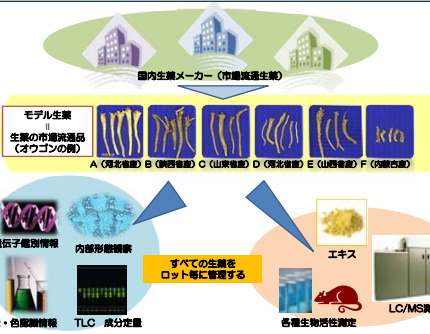 国内生薬メーカー（市場流通生薬）
モデル生薬
＝
生薬の市場流通品
（オウゴンの例）
A（河北省産）B（陝西省産）C（山東省産）D（河北省産）E（山西省産）F（内蒙古産）
遺伝子鑑別情報
内部形態観察
すべての生薬を
ロット毎に管理する
エキス
・色調情報
TLC 成分定量
各種生物活性測定
LC/MS測